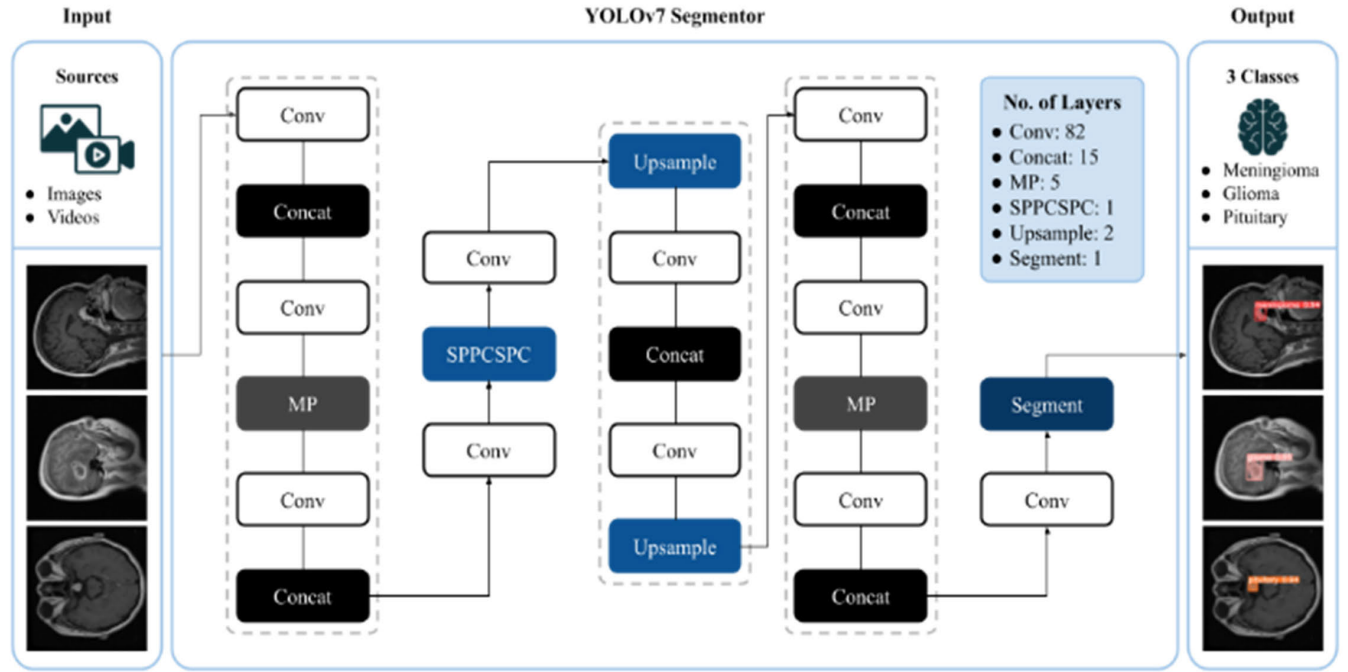 Input
YOLOv7 Segmentor
Output
Sources
Images
Videos
Conv
Concat
Conv
MP
Conv
Concat
Conv
SPPCSPC
Conv
Upsample
Conv
Concat
Conv
Upsample
Conv
Concat
Conv
MP
Conv
Concat
No. of Layers
Conv: 82
Concat: 15
MP: 5
SPPCSPC: 1
Upsample: 2
Segment: 1
Segment
Conv
3 Classes
Meningioma
Glioma
Pituitary
meningioma
pituitary